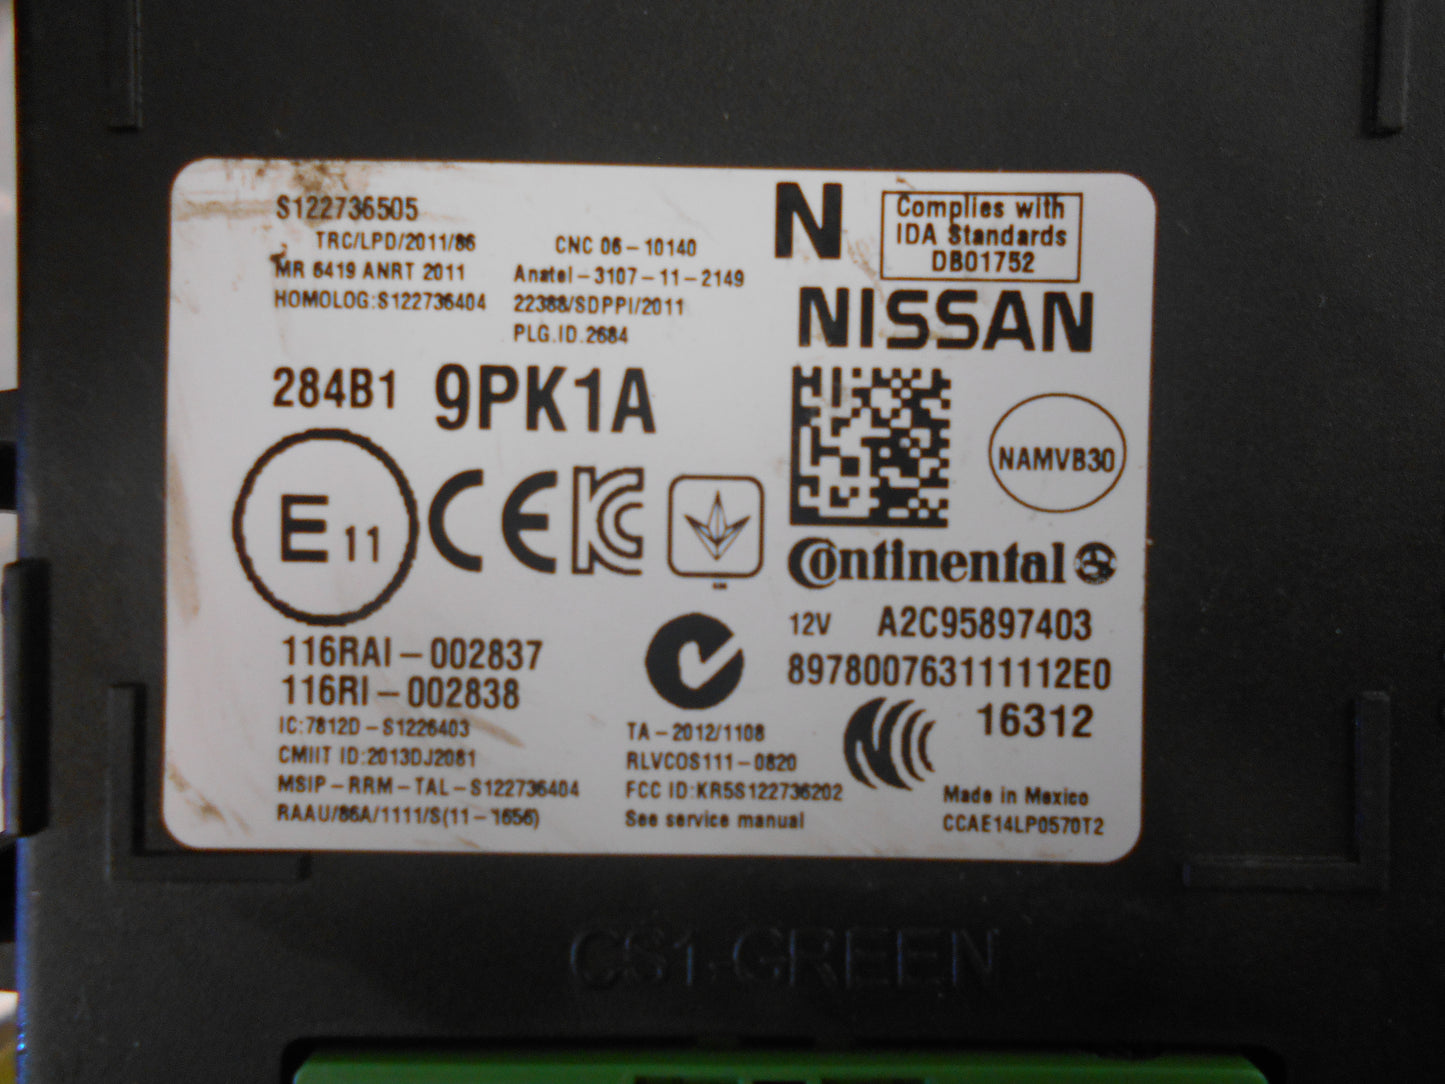 S122736505
TRC/LPD/2011/86
MR 6419 ANRT 2011
HOMOLOG:S122736404
CNC 06-10140
Anatel-3107-11-2149
22388/SDPPI/2011
PLG.ID.2684
N
Complies with
IDA Standards
DB01752
NISSAN
284B1 9PK1A
NAMVB30
E 11
CE
KC
Continental
12V A2C95897403
897800763111112E0
16312
116RAI-002837
116RI-002838
IC:7812D-S1226403
CMIIT ID:2013DJ2081
MSIP-RRM-TAL-S122736404
RAAU/86A/1111/S(11-1656)
TA-2012/1108
RLVCOS111-0820
FCC ID:KR5S122736202
See service manual
Made in Mexico
CCAE14LP0570T2
CS1-GREEN